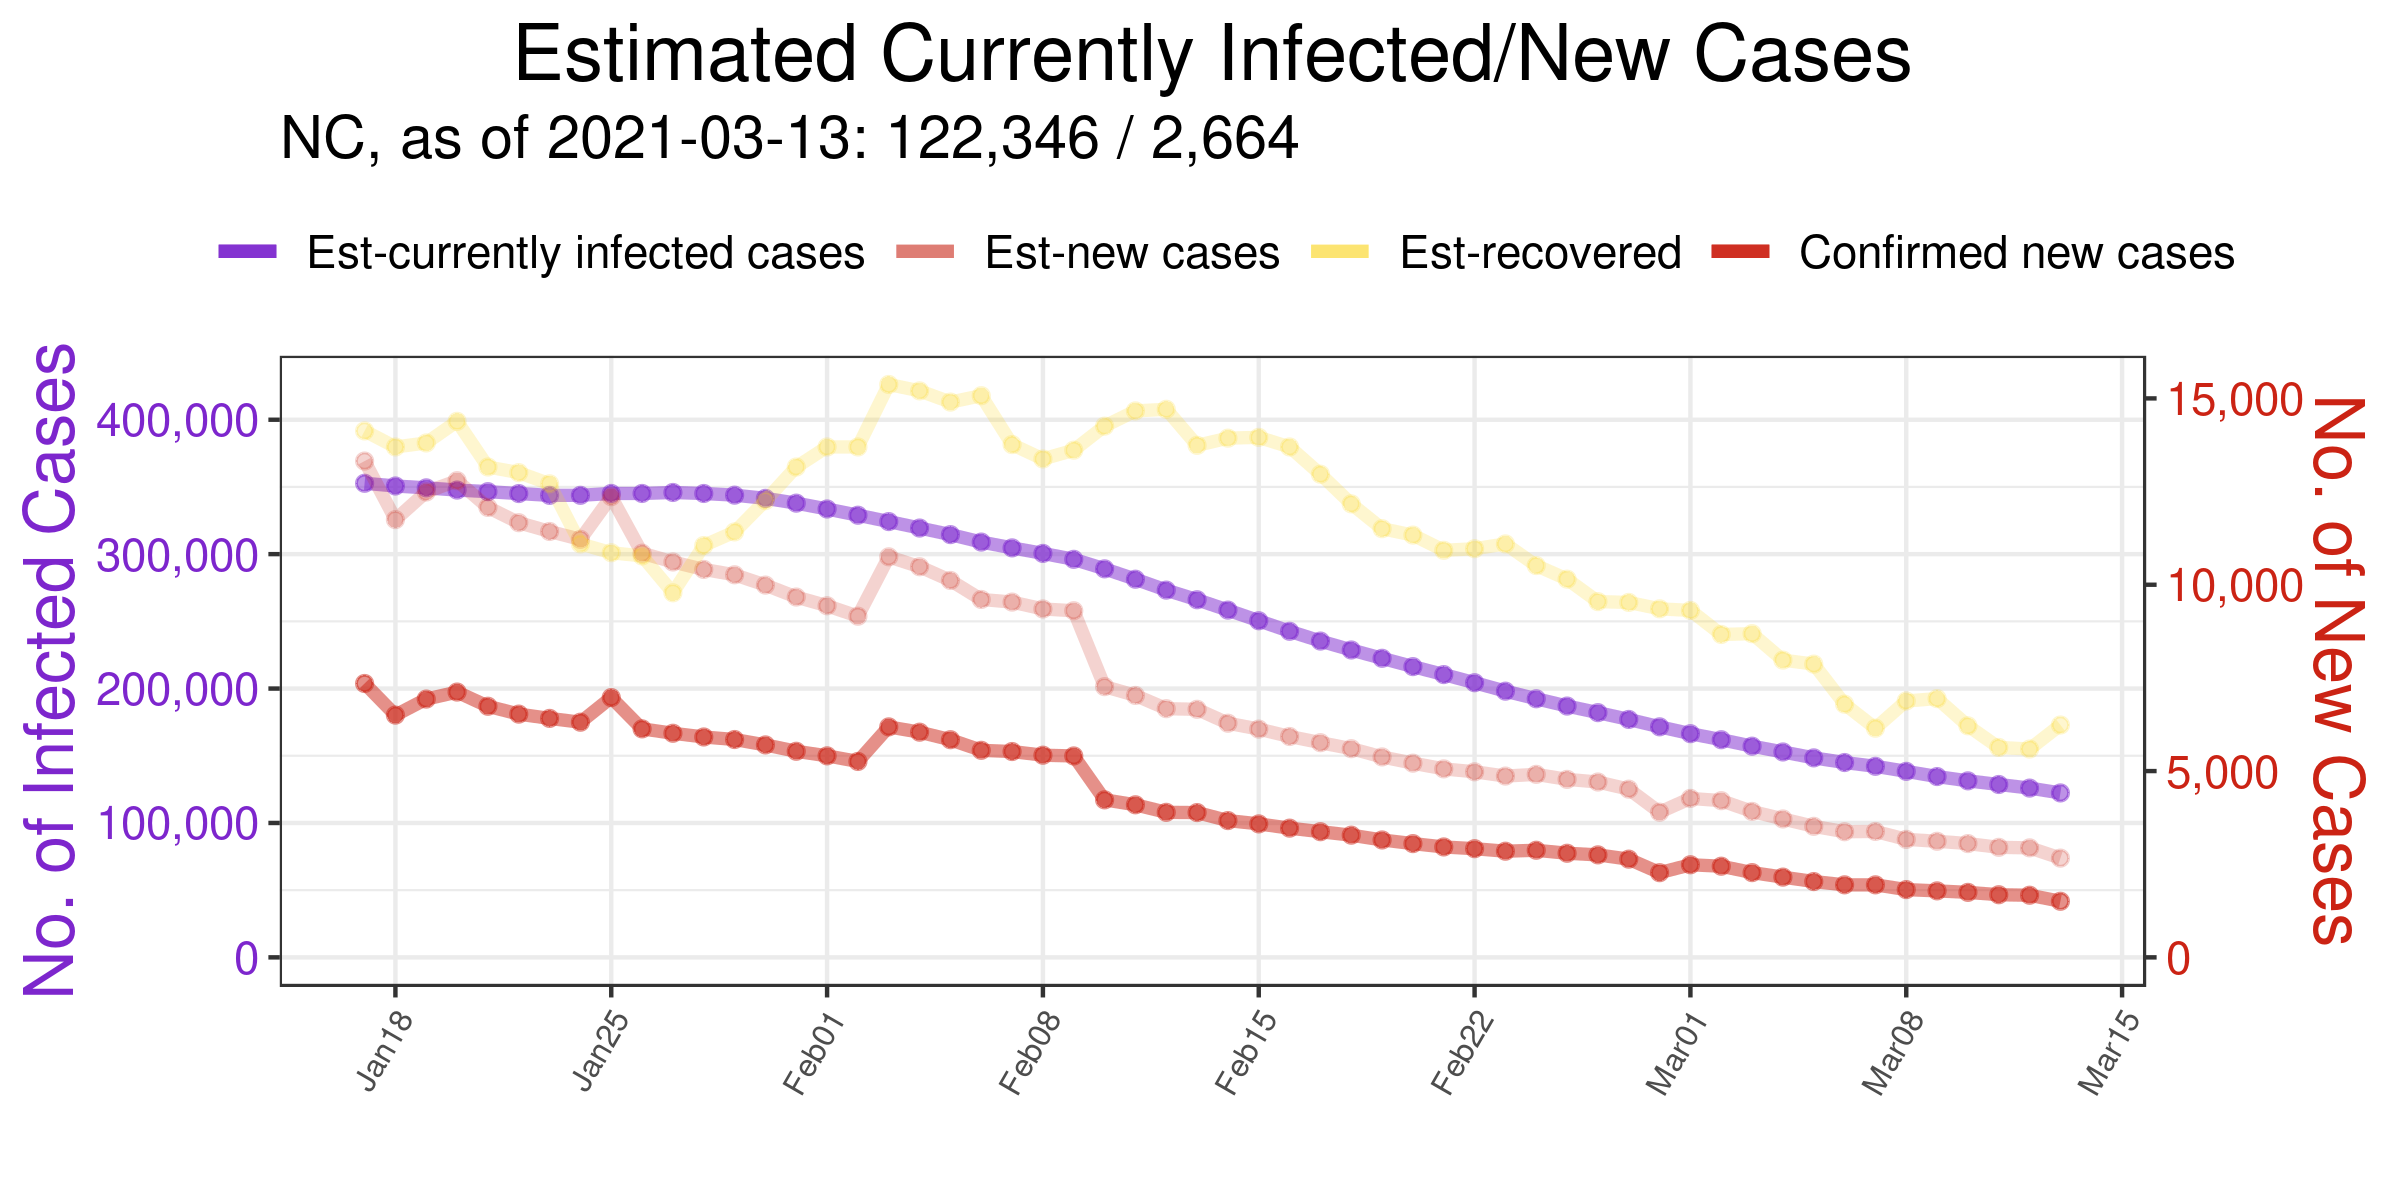 Estimated Currently Infected/New Cases
NC, as of 2021-03-13: 122,346 / 2,664
Est-currently infected cases Est-new cases Est-recovered Confirmed new cases
No. of Infected Cases
400,000
300,000
200,000
100,000
0
15,000
10,000
5,000
0
No. of New Cases
Jan18 Jan25 Feb01 Feb08 Feb15 Feb22 Mar01 Mar08 Mar15